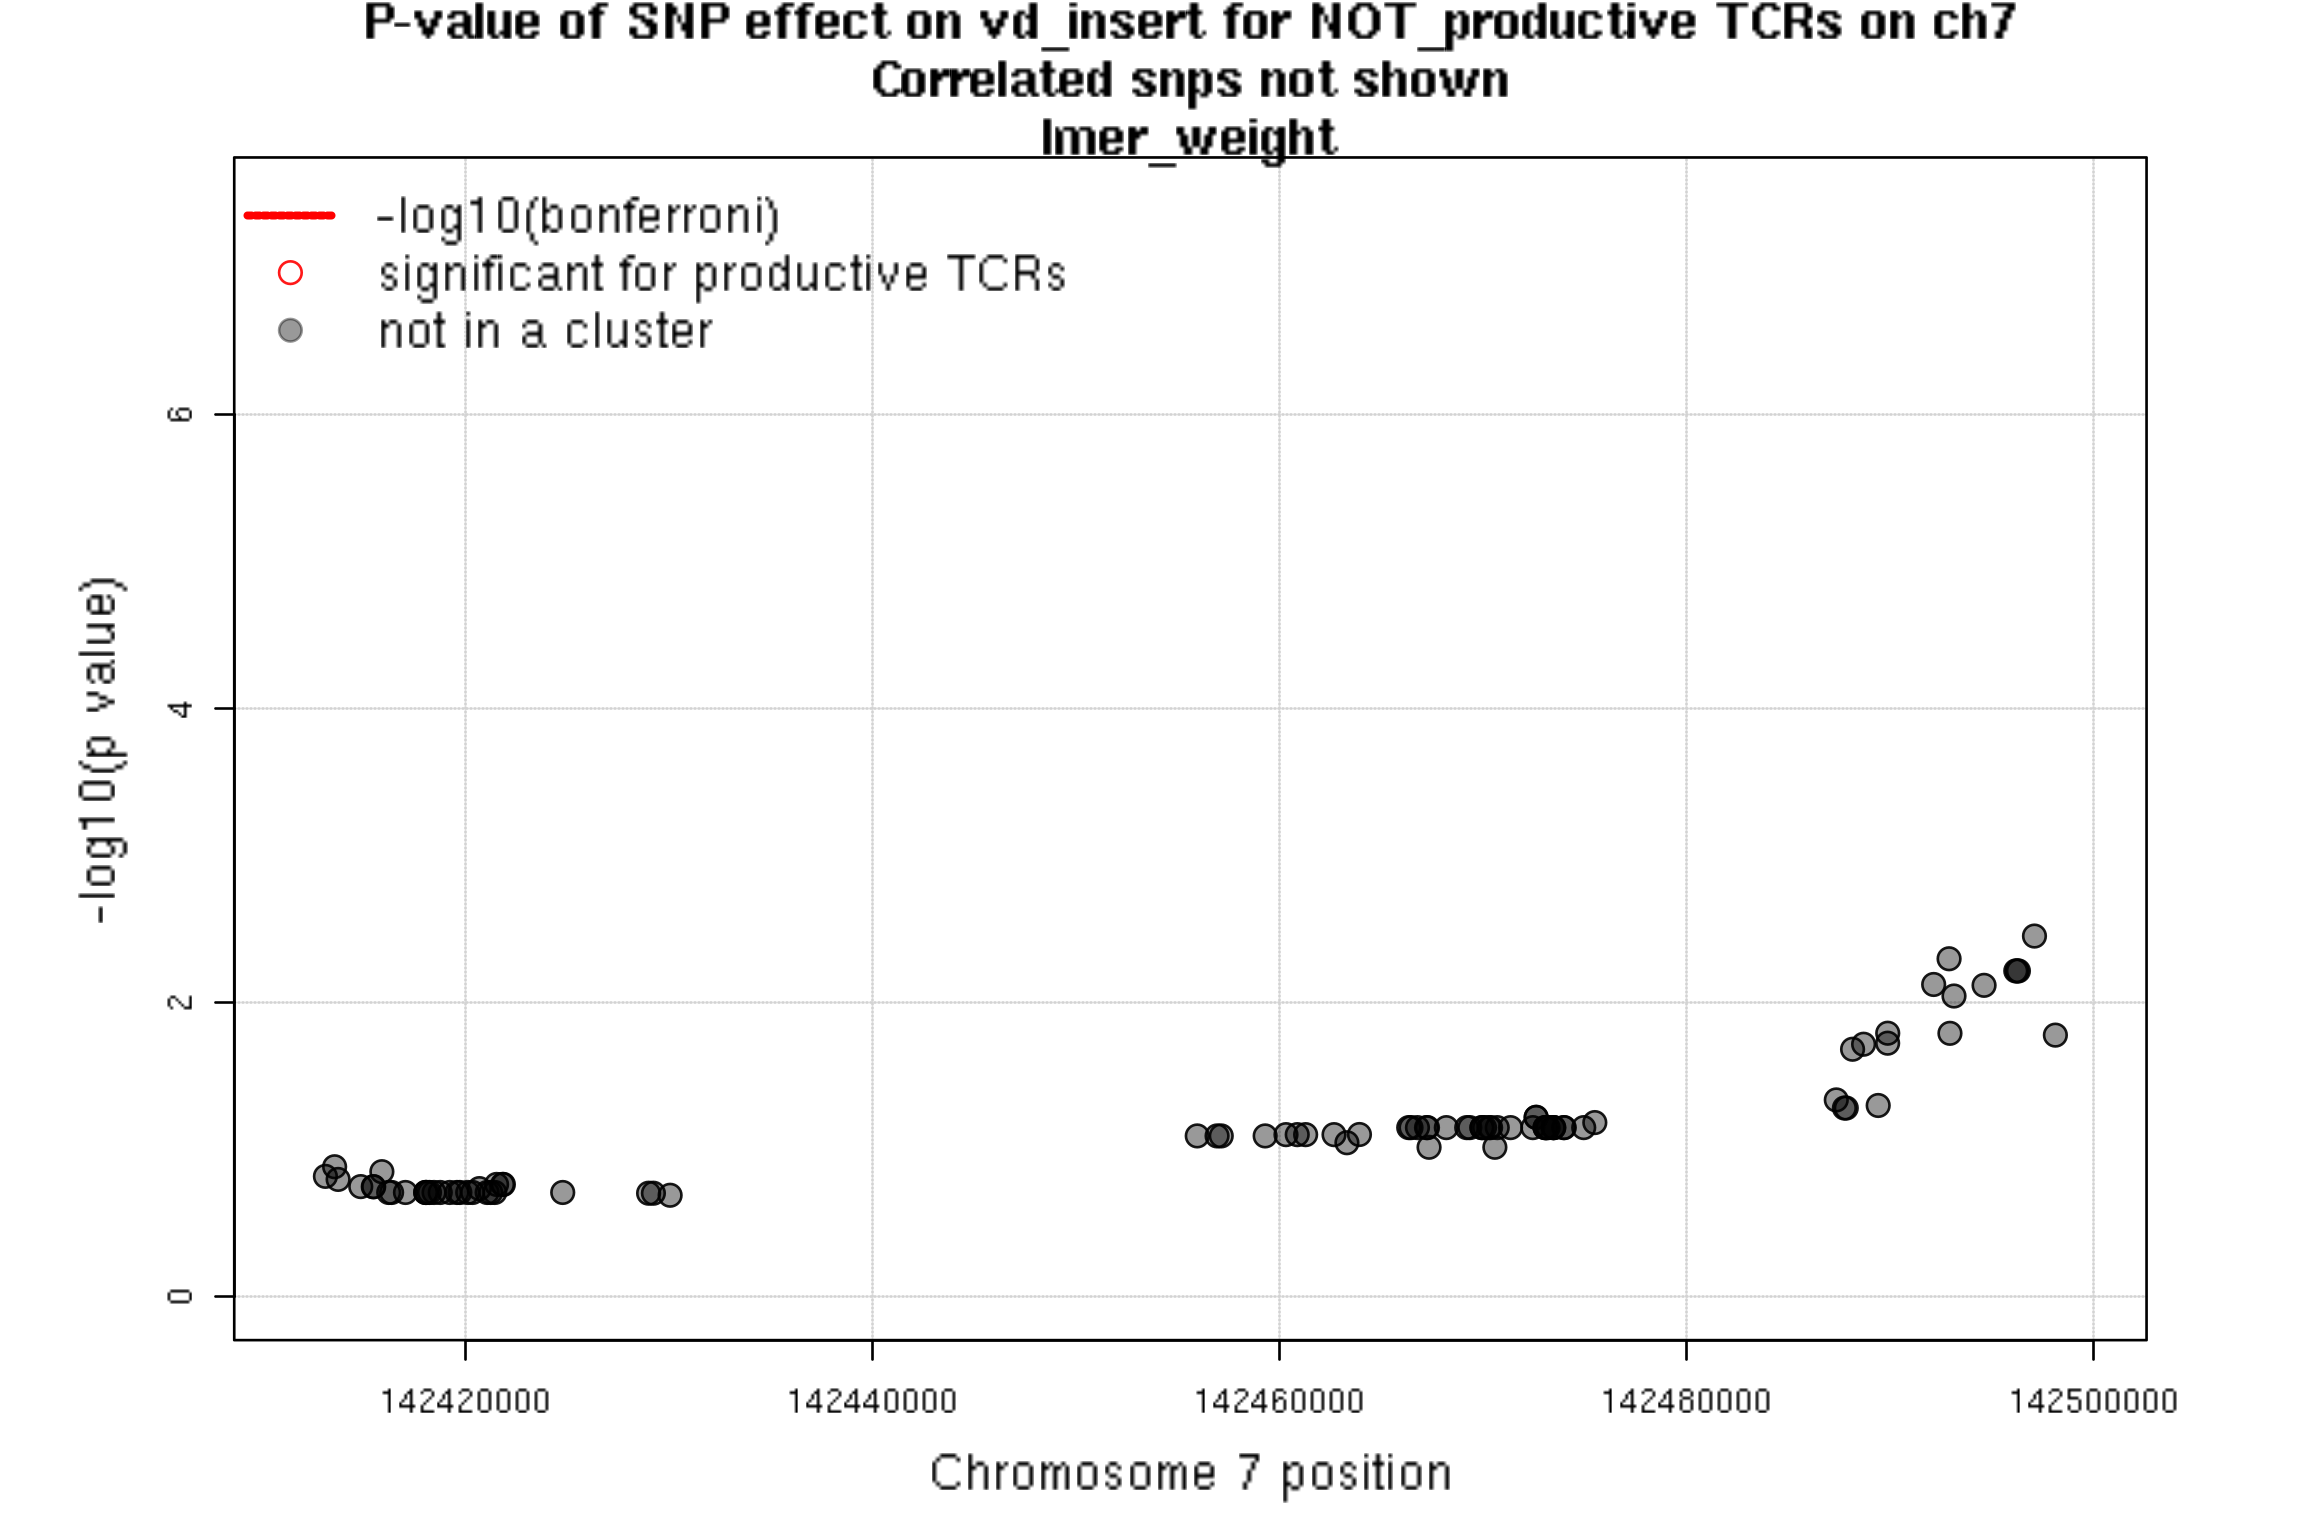 P-value of SNP effect on vd_insert for NOT_productive TCRs on ch7
Correlated snps not shown
lmer_weight
-log10(bonferroni)
significant for productive TCRs
not in a cluster
-log10(p value)
6
4
2
0
142420000 142440000 142460000 142480000 142500000
Chromosome 7 position